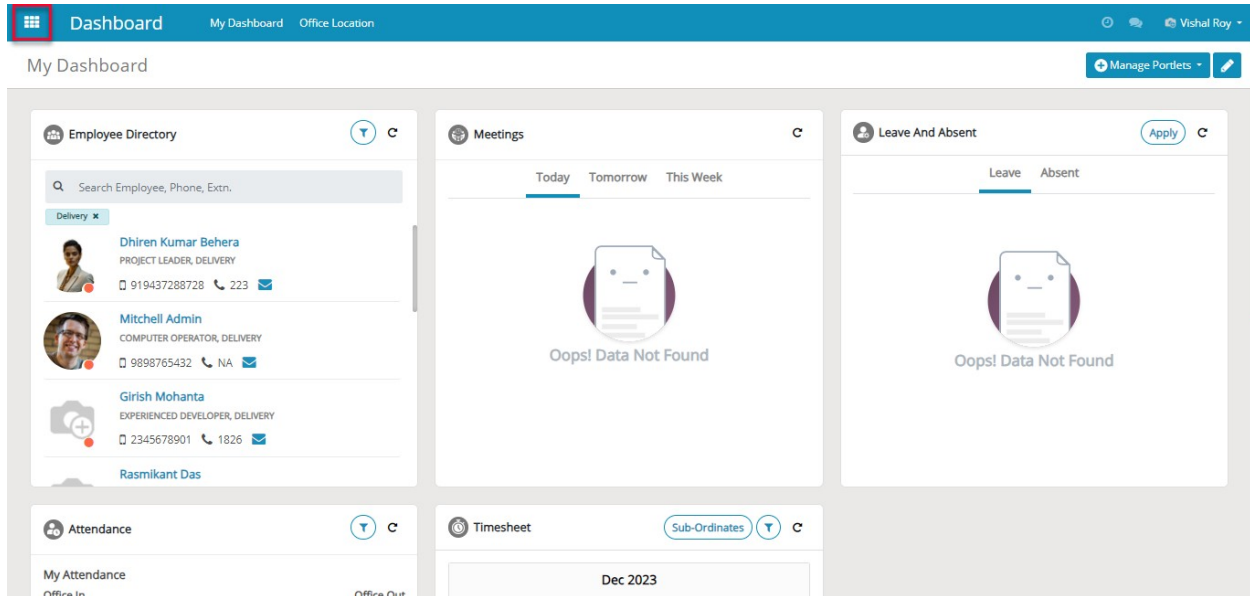 Dashboard My Dashboard Office Location Vishal Roy
My Dashboard Manage Portlets
Employee Directory
Search Employee, Phone, Extn.
Delivery ×
Dhiren Kumar Behera
PROJECT LEADER, DELIVERY
919437288728 223
Mitchell Admin
COMPUTER OPERATOR, DELIVERY
9898765432 NA
Girish Mohanta
EXPERIENCED DEVELOPER, DELIVERY
2345678901 1826
Rasmikant Das
Meetings
Today Tomorrow This Week
Oops! Data Not Found
Leave And Absent Apply
Leave Absent
Oops! Data Not Found
Attendance
My Attendance
Office In Office Out
Timesheet Sub-Ordinates
Dec 2023